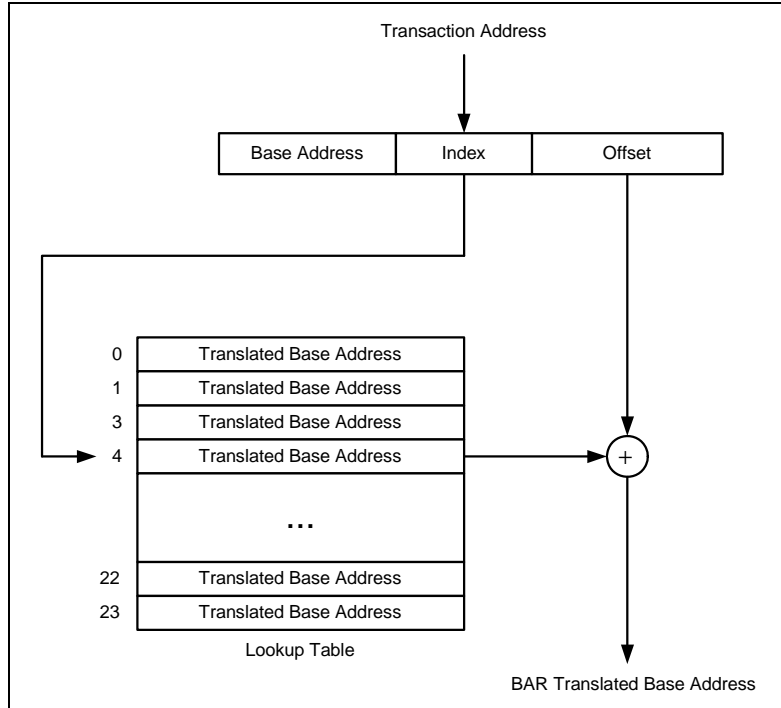 Transaction Address
Base Address Index Offset
0 Translated Base Address
1 Translated Base Address
3 Translated Base Address
4 Translated Base Address
+
...
22 Translated Base Address
23 Translated Base Address
Lookup Table
BAR Translated Base Address